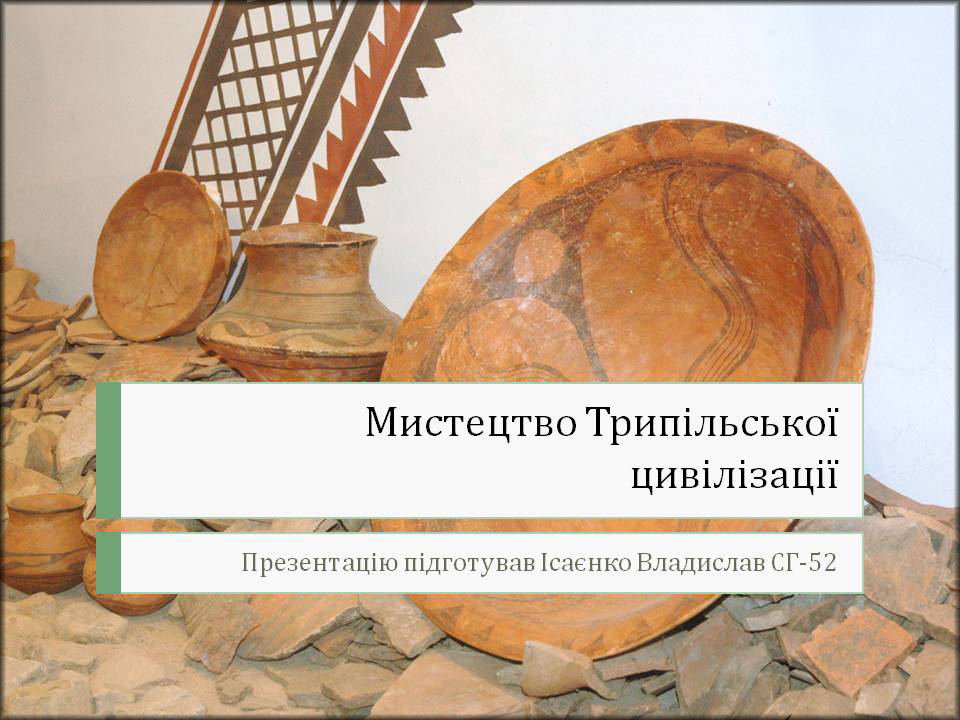 Мистецтво Трипільської
цивілізації
Презентацію підготував Ісаєнко Владислав СГ-52